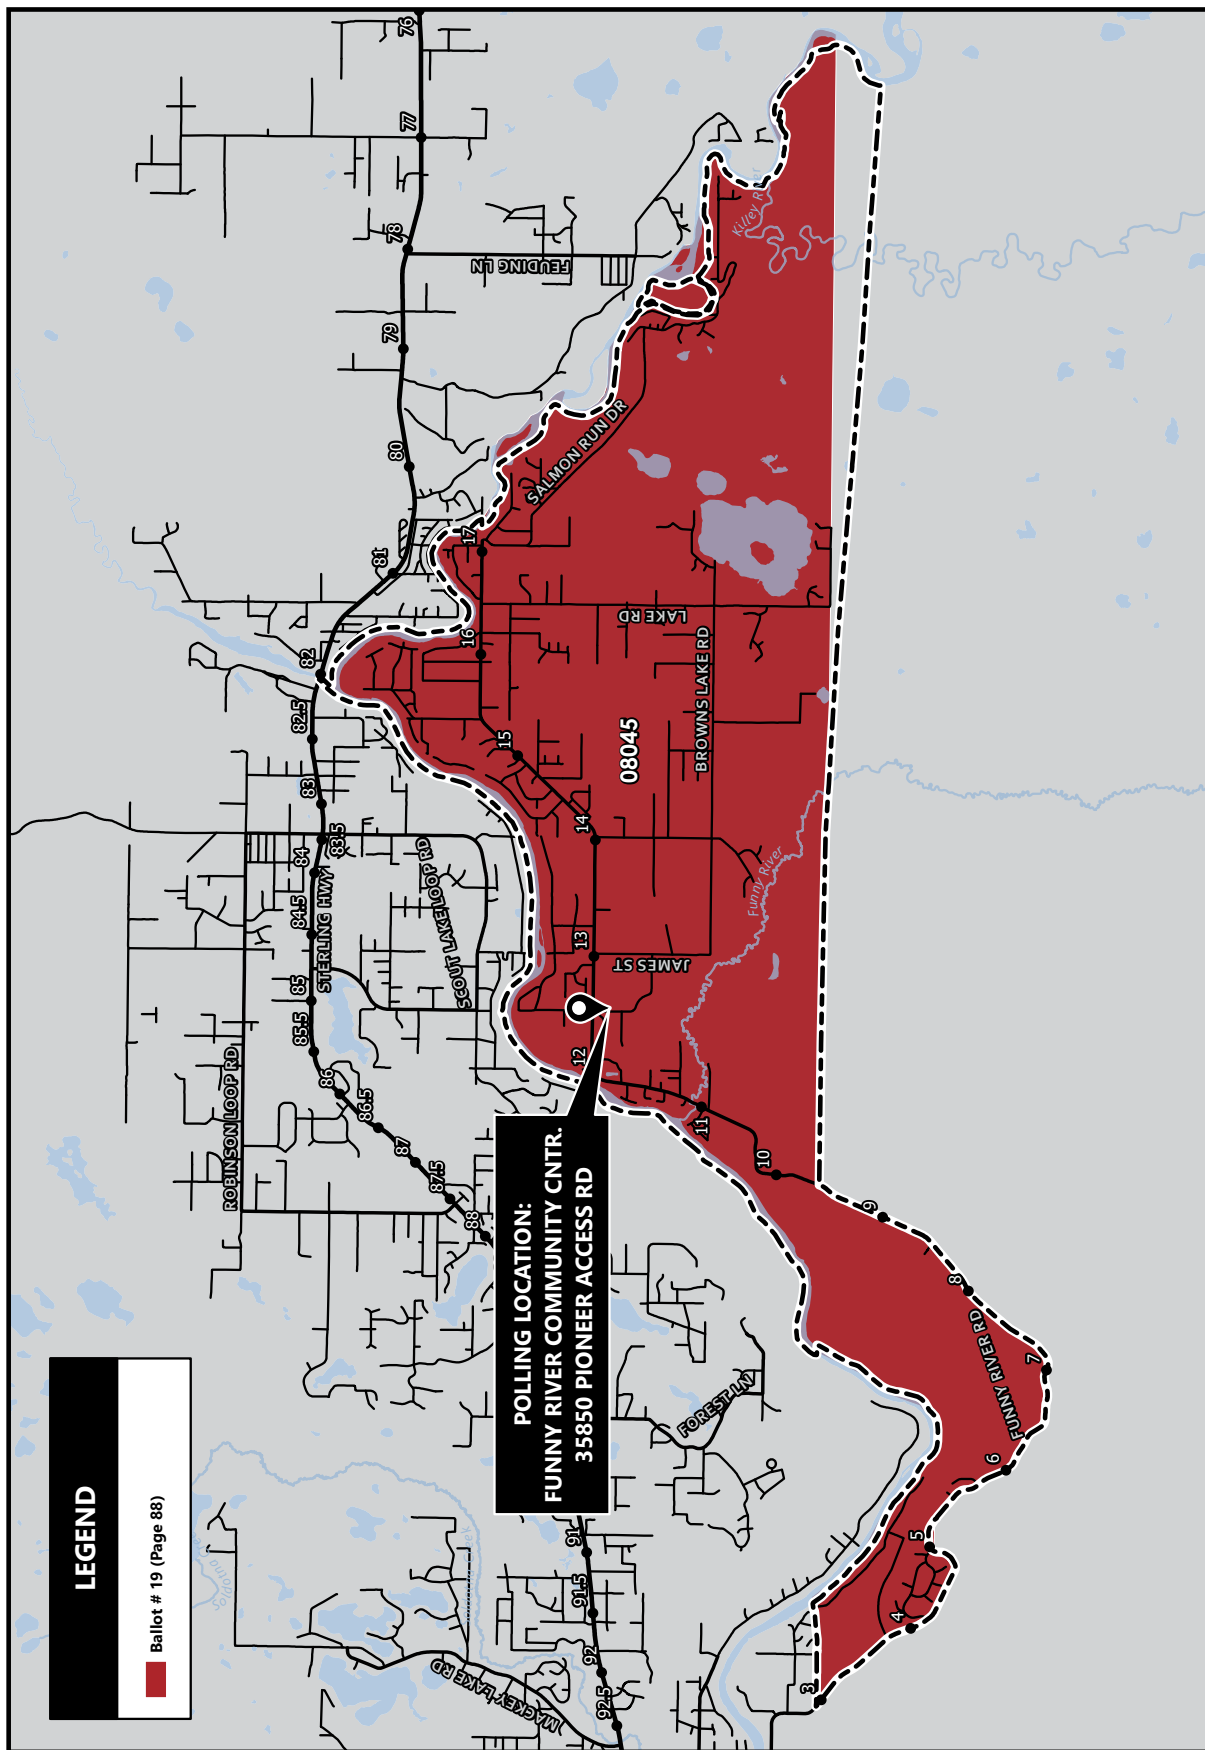 LEGEND
Ballot # 19 (Page 88)
POLLING LOCATION:
FUNNY RIVER COMMUNITY CNTR.
35850 PIONEER ACCESS RD
08045
ROBINSON LOOP RD
STERLING HWY
SCOUT LAKE LOOP RD
FEUDING LN
SALMON RUN DR
LAKE RD
BROWNS LAKE RD
JAMES ST
FUNNY RIVER RD
FOREST LN
MACKEY LAKE RD
Killey River
Funny River
Soldotna
Creek
76
77
78
79
80
81
82
82.5
83
83.5
84
84.5
85
85.5
86
86.5
87
87.5
88
91
91.5
92
92.5
3
4
5
6
7
8
9
10
11
12
13
14
15
16
17